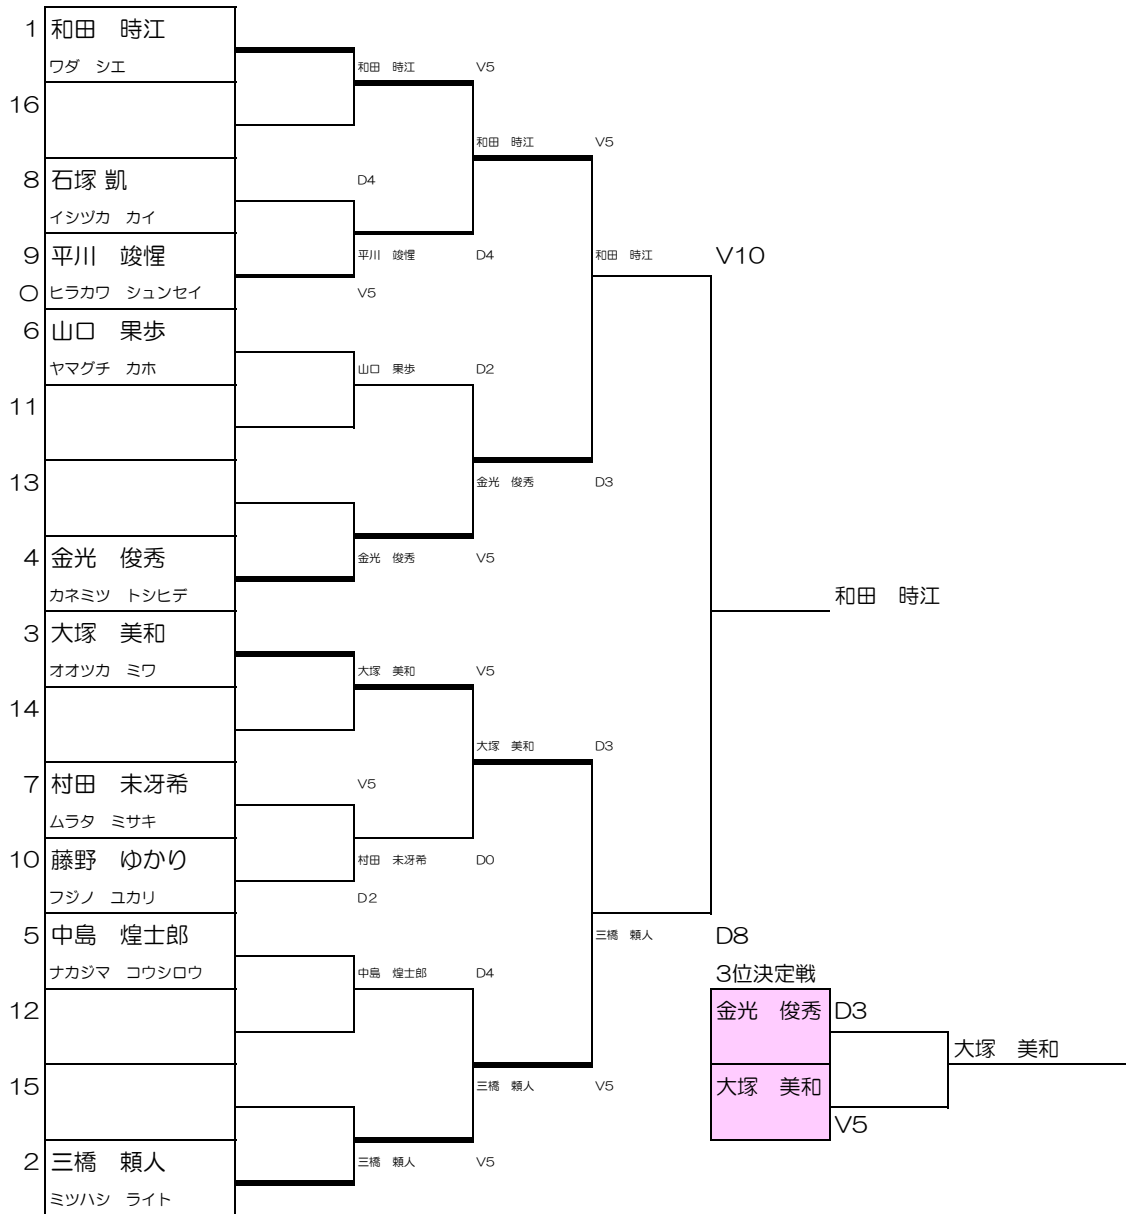 1 和田 時江
ワダ シエ
和田 時江 V5
16
和田 時江 V5
8 石塚 凱
D4
イシヅカ カイ
9 平川 竣惺
平川 竣惺 D4
和田 時江 V10
0 ヒラカワ シュンセイ
V5
6 山口 果歩
ヤマグチ カホ
山口 果歩 D2
11
13
金光 俊秀 D3
4 金光 俊秀
金光 俊秀 V5
カネミツ トシヒデ
和田 時江
3 大塚 美和
オオツカ ミワ
大塚 美和 V5
14
大塚 美和 D3
7 村田 未冴希
V5
ムラタ ミサキ
10 藤野 ゆかり
村田 未冴希 D0
フジノ ユカリ
D2
5 中島 煌士郎
三橋 頼人 D8
ナカジマ コウシロウ
中島 煌士郎 D4
3位決定戦
12
金光 俊秀 D3
大塚 美和
15
三橋 頼人 V5
大塚 美和
V5
2 三橋 頼人
三橋 頼人 V5
ミツハシ ライト